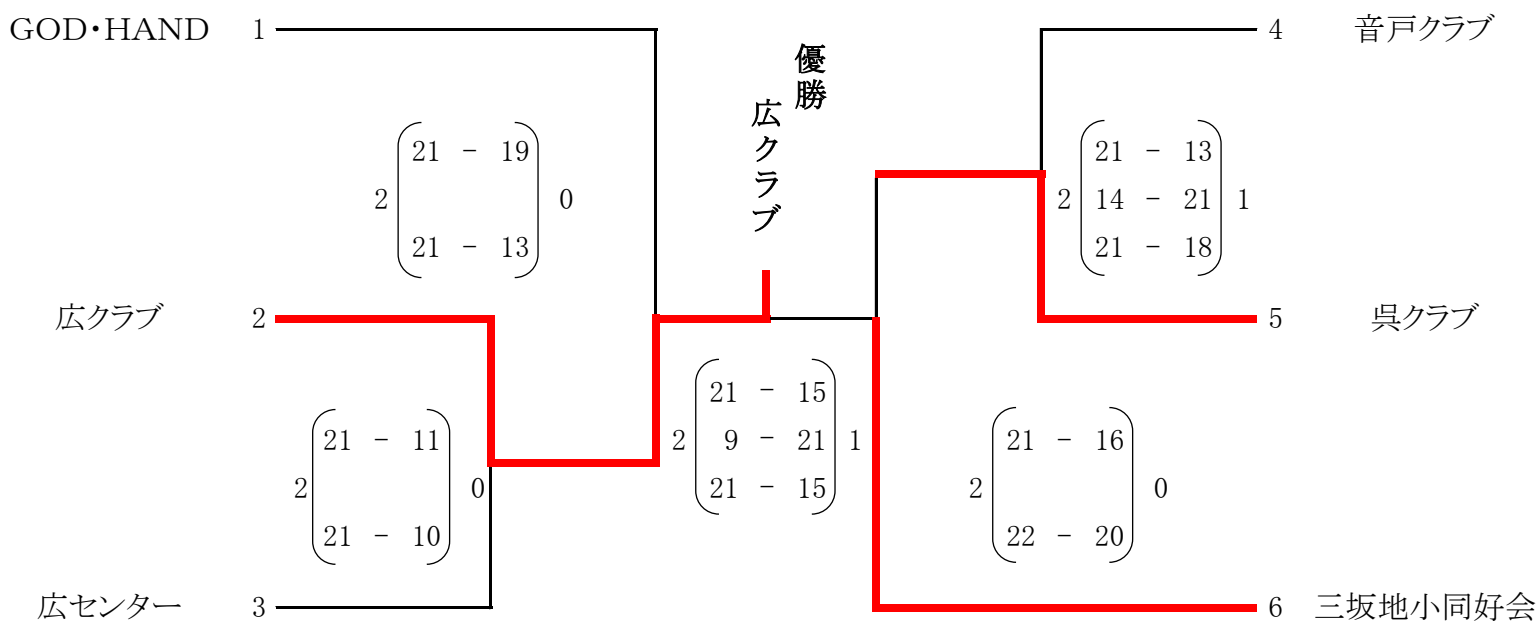 GOD・HAND 1
4 音戸クラブ
優勝
広クラブ
21 - 19
2 0
21 - 13
21 - 13
2 14 - 21 1
21 - 18
広クラブ 2
5 呉クラブ
21 - 11
2 0
21 - 10
21 - 15
2 9 - 21 1
21 - 15
21 - 16
2 0
22 - 20
広センター 3
6 三坂地小同好会